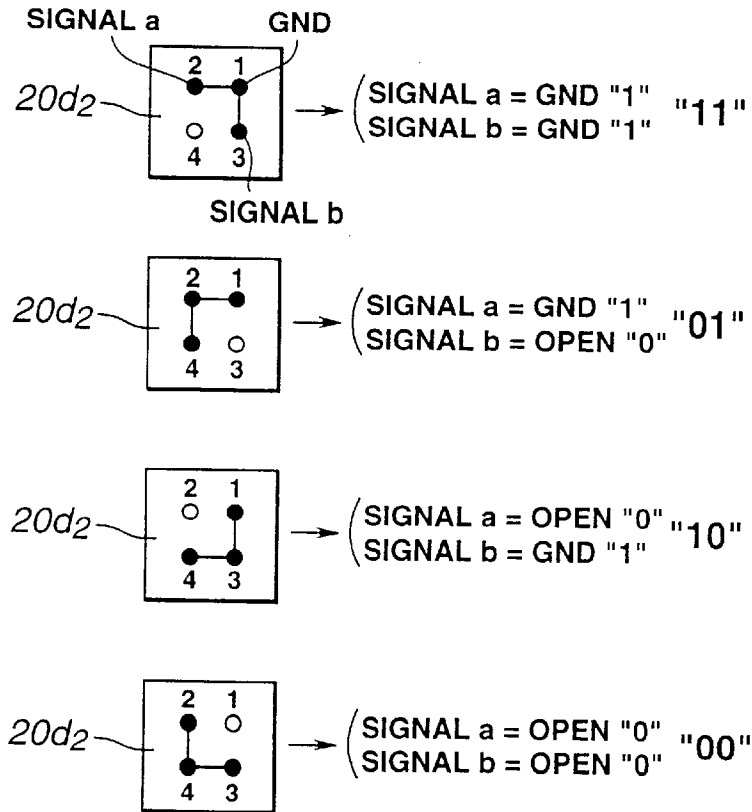 SIGNAL a GND
20d2
2 1
4 3
SIGNAL b
SIGNAL a = GND "1"
SIGNAL b = GND "1"
"11"
20d2
2 1
4 3
SIGNAL a = GND "1"
SIGNAL b = OPEN "0"
"01"
20d2
2 1
4 3
SIGNAL a = OPEN "0"
SIGNAL b = GND "1"
"10"
20d2
2 1
4 3
SIGNAL a = OPEN "0"
SIGNAL b = OPEN "0"
"00"